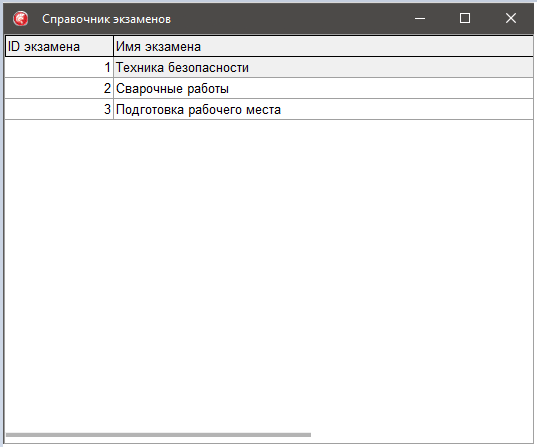 Справочник экзаменов
ID экзамена Имя экзамена
1 Техника безопасности
2 Сварочные работы
3 Подготовка рабочего места